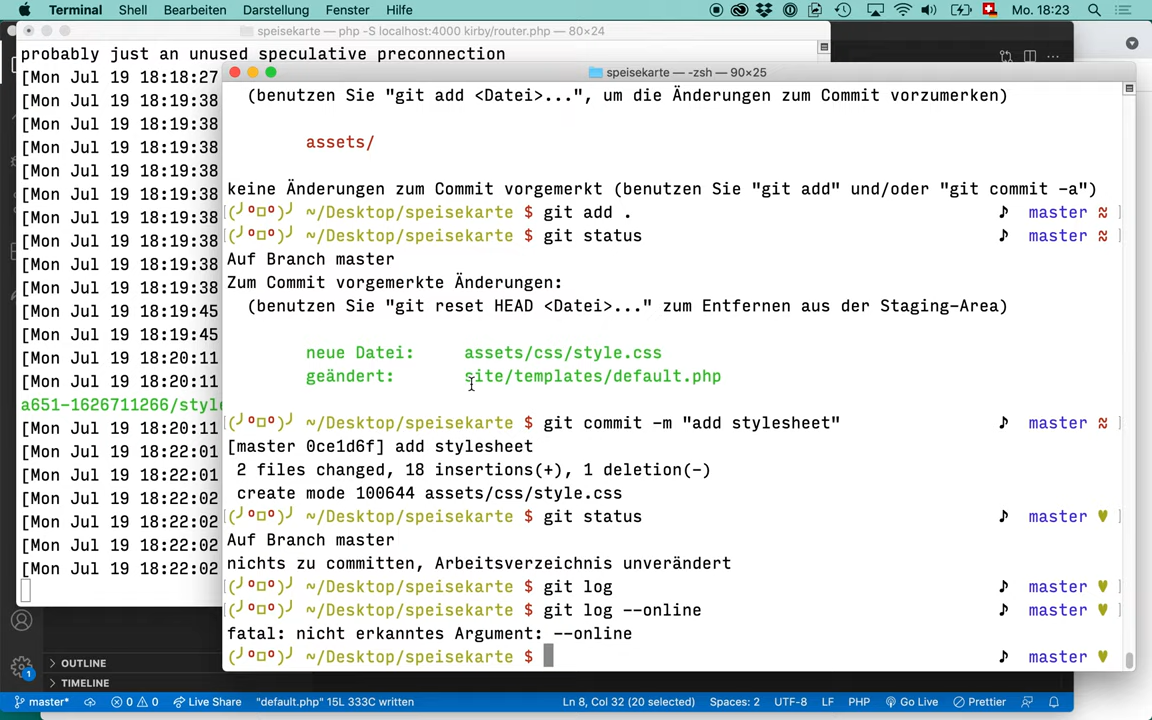 Terminal Shell Bearbeiten Darstellung Fenster Hilfe Mo. 18:23
speisekarte — php -S localhost:4000 kirby/router.php — 80×24
probably just an unused speculative preconnection
[Mon Jul 19 18:18:27
[Mon Jul 19 18:19:38
[Mon Jul 19 18:19:38
[Mon Jul 19 18:19:38
[Mon Jul 19 18:19:38
[Mon Jul 19 18:19:38
[Mon Jul 19 18:19:38
[Mon Jul 19 18:19:38
[Mon Jul 19 18:19:38
[Mon Jul 19 18:19:38
[Mon Jul 19 18:19:45
[Mon Jul 19 18:19:45
[Mon Jul 19 18:20:11
[Mon Jul 19 18:20:11
a651-1626711266/style
[Mon Jul 19 18:20:11
[Mon Jul 19 18:22:01
[Mon Jul 19 18:22:01
[Mon Jul 19 18:22:02
[Mon Jul 19 18:22:02
[Mon Jul 19 18:22:02
[Mon Jul 19 18:22:02
speisekarte — -zsh — 90×25
(benutzen Sie "git add <Datei>...", um die Änderungen zum Commit vorzumerken)
assets/
keine Änderungen zum Commit vorgemerkt (benutzen Sie "git add" und/oder "git commit -a")
(╯°□°)╯ ~/Desktop/speisekarte $ git add . ♪ master ≈
(╯°□°)╯ ~/Desktop/speisekarte $ git status ♪ master ≈
Auf Branch master
Zum Commit vorgemerkte Änderungen:
(benutzen Sie "git reset HEAD <Datei>..." zum Entfernen aus der Staging-Area)
neue Datei: assets/css/style.css
geändert: site/templates/default.php
(╯°□°)╯ ~/Desktop/speisekarte $ git commit -m "add stylesheet" ♪ master ≈
[master 0ce1d6f] add stylesheet
2 files changed, 18 insertions(+), 1 deletion(-)
create mode 100644 assets/css/style.css
(╯°□°)╯ ~/Desktop/speisekarte $ git status ♪ master ♥
Auf Branch master
nichts zu committen, Arbeitsverzeichnis unverändert
(╯°□°)╯ ~/Desktop/speisekarte $ git log ♪ master ♥
(╯°□°)╯ ~/Desktop/speisekarte $ git log --online ♪ master ♥
fatal: nicht erkanntes Argument: --online
(╯°□°)╯ ~/Desktop/speisekarte $ ♪ master ♥
OUTLINE
TIMELINE
1
master* 0 0 Live Share "default.php" 15L 333C written Ln 8, Col 32 (20 selected) Spaces: 2 UTF-8 LF PHP Go Live Prettier